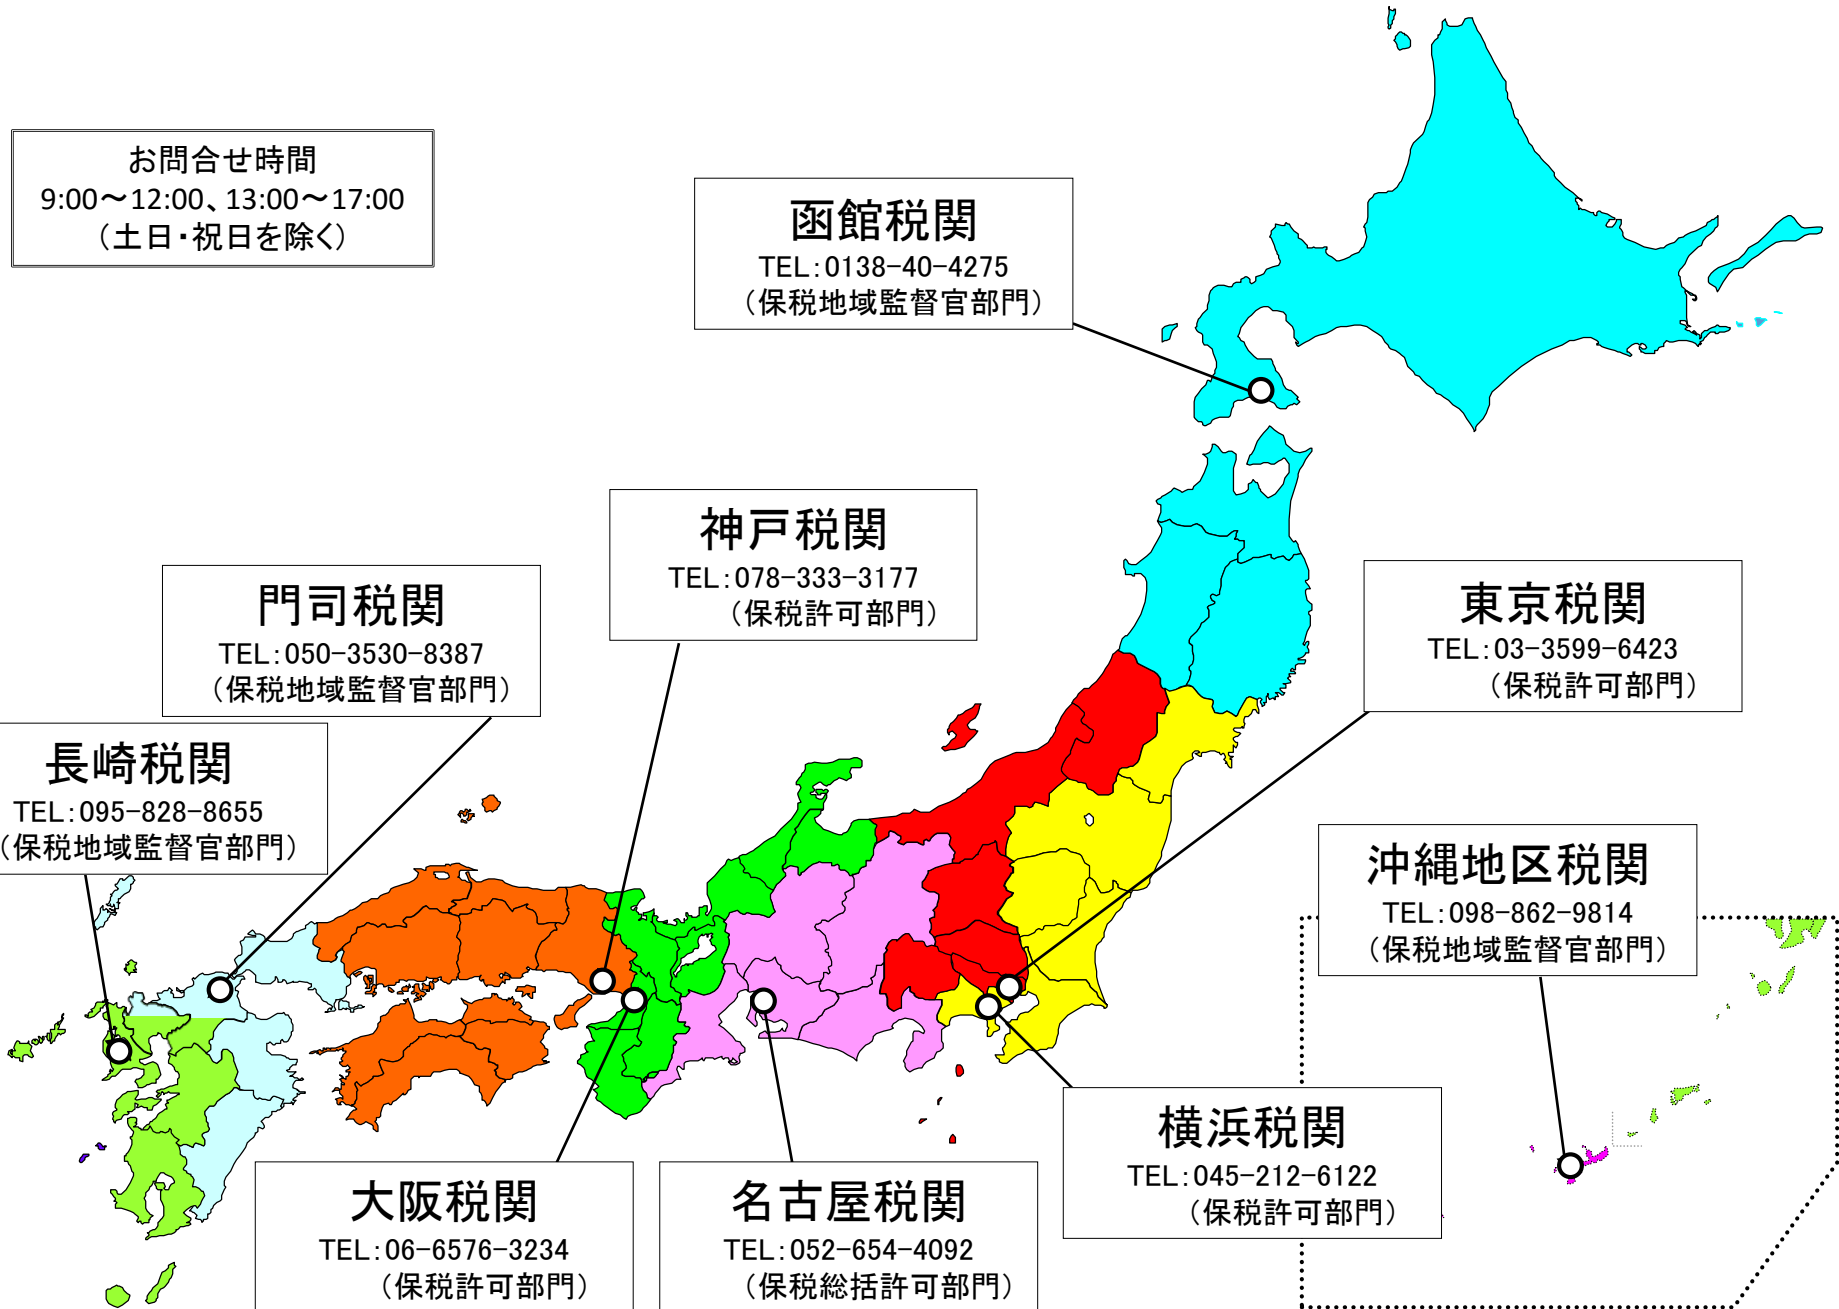 お問合せ時間
9:00～12:00、13:00～17:00
（土日・祝日を除く）
函館税関
TEL：0138-40-4275
（保税地域監督官部門）
神戸税関
TEL：078-333-3177
（保税許可部門）
門司税関
TEL：050-3530-8387
（保税地域監督官部門）
東京税関
TEL：03-3599-6423
（保税許可部門）
長崎税関
TEL：095-828-8655
（保税地域監督官部門）
沖縄地区税関
TEL：098-862-9814
（保税地域監督官部門）
横浜税関
TEL：045-212-6122
（保税許可部門）
大阪税関
TEL：06-6576-3234
（保税許可部門）
名古屋税関
TEL：052-654-4092
（保税総括許可部門）